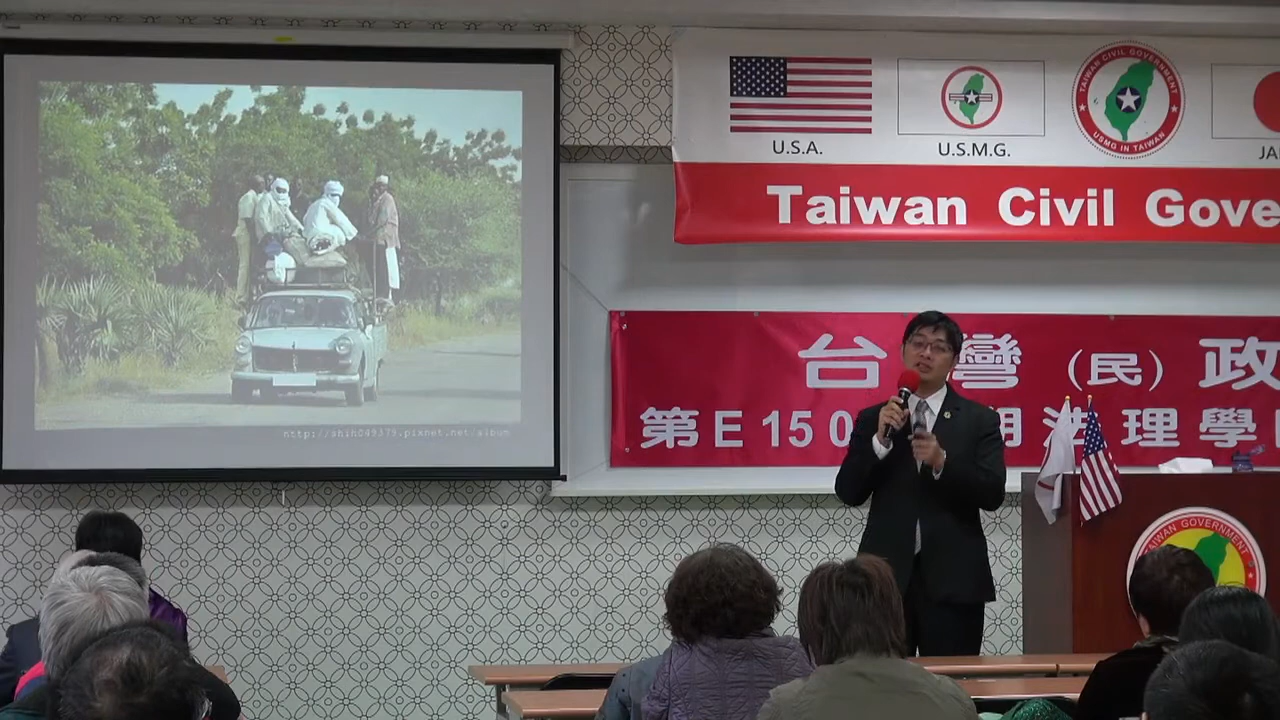 http://shih049375.pixnet.net/album
TAIWAN CIVIL GOVERNMENT
USMG IN TAIWAN
U.S.A.
U.S.M.G.
Taiwan Civil Gove
台灣（民）政
第E150 期法理學
TAIWAN GOVERNMENT